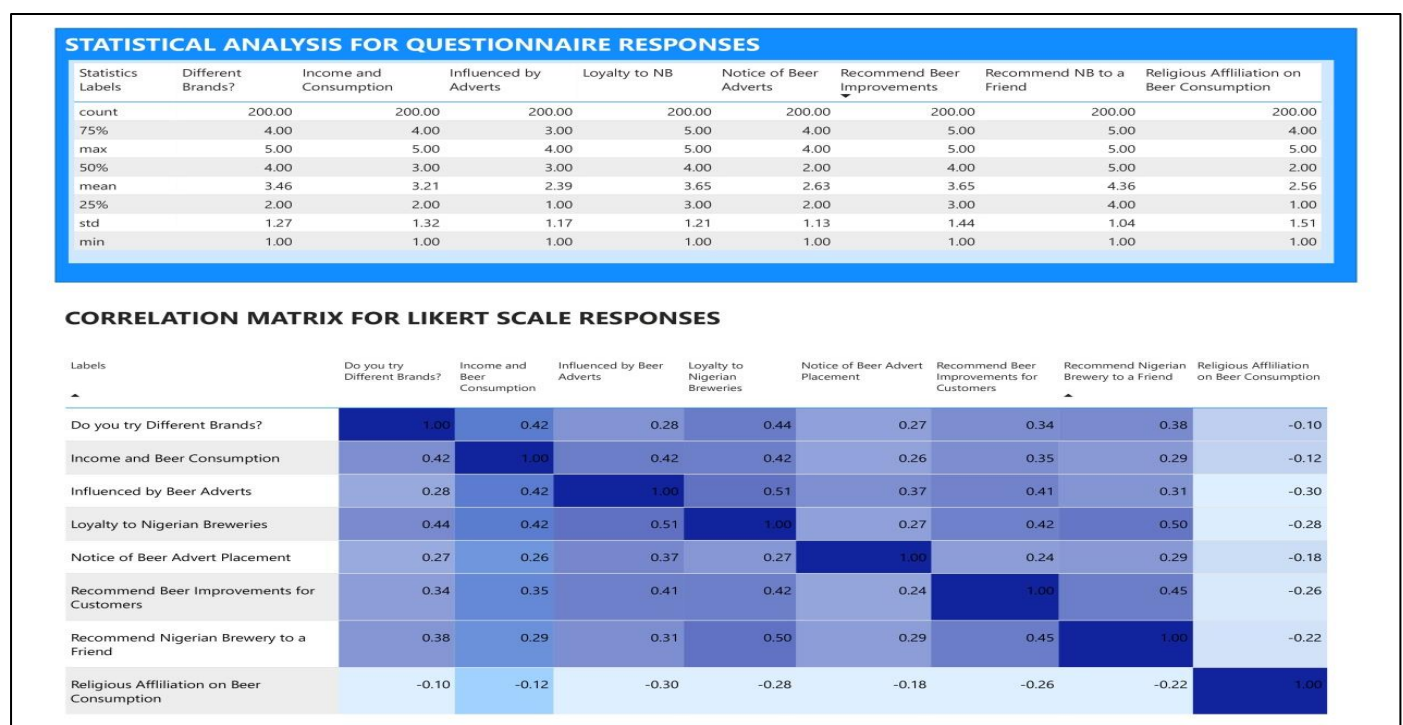 STATISTICAL ANALYSIS FOR QUESTIONNAIRE RESPONSES
Statistics Labels Different Brands? Income and Consumption Influenced by Adverts Loyalty to NB Notice of Beer Adverts Recommend Beer Improvements Recommend NB to a Friend Religious Affliliation on Beer Consumption
count 200.00 200.00 200.00 200.00 200.00 200.00 200.00 200.00
75% 4.00 4.00 3.00 5.00 4.00 5.00 5.00 4.00
max 5.00 5.00 4.00 5.00 4.00 5.00 5.00 5.00
50% 4.00 3.00 3.00 4.00 2.00 4.00 5.00 2.00
mean 3.46 3.21 2.39 3.65 2.63 3.65 4.36 2.56
25% 2.00 2.00 1.00 3.00 2.00 3.00 4.00 1.00
std 1.27 1.32 1.17 1.21 1.13 1.44 1.04 1.51
min 1.00 1.00 1.00 1.00 1.00 1.00 1.00 1.00
CORRELATION MATRIX FOR LIKERT SCALE RESPONSES
Labels Do you try Different Brands? Income and Beer Consumption Influenced by Beer Adverts Loyalty to Nigerian Breweries Notice of Beer Advert Placement Recommend Beer Improvements for Customers Recommend Nigerian Brewery to a Friend Religious Affliliation on Beer Consumption
Do you try Different Brands? 1.00 0.42 0.28 0.44 0.27 0.34 0.38 -0.10
Income and Beer Consumption 0.42 1.00 0.42 0.42 0.26 0.35 0.29 -0.12
Influenced by Beer Adverts 0.28 0.42 1.00 0.51 0.37 0.41 0.31 -0.30
Loyalty to Nigerian Breweries 0.44 0.42 0.51 1.00 0.27 0.42 0.50 -0.28
Notice of Beer Advert Placement 0.27 0.26 0.37 0.27 1.00 0.24 0.29 -0.18
Recommend Beer Improvements for Customers 0.34 0.35 0.41 0.42 0.24 1.00 0.45 -0.26
Recommend Nigerian Brewery to a Friend 0.38 0.29 0.31 0.50 0.29 0.45 1.00 -0.22
Religious Affliliation on Beer Consumption -0.10 -0.12 -0.30 -0.28 -0.18 -0.26 -0.22 1.00